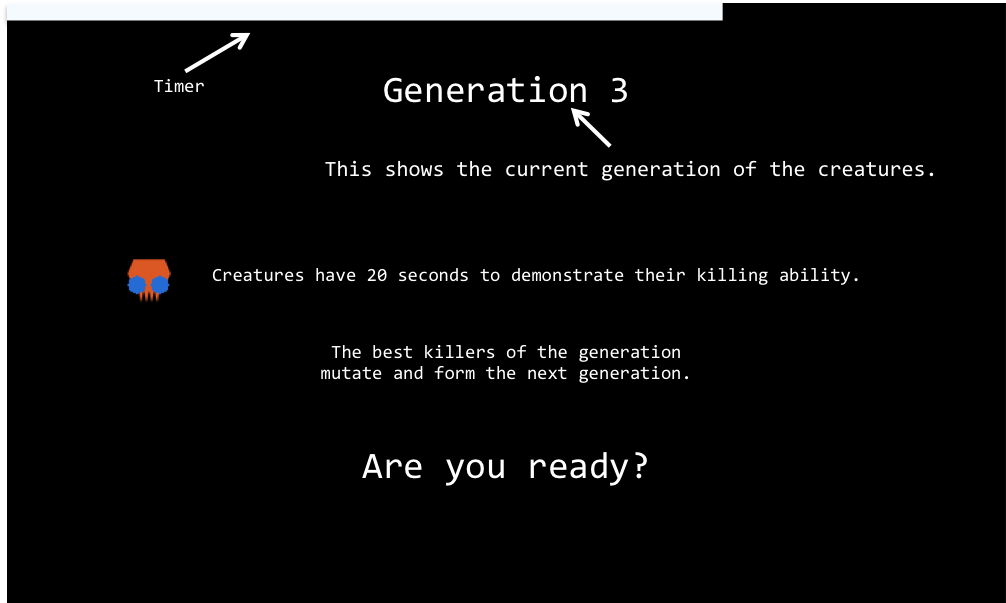 Timer
Generation 3
This shows the current generation of the creatures.
Creatures have 20 seconds to demonstrate their killing ability.
The best killers of the generation
mutate and form the next generation.
Are you ready?